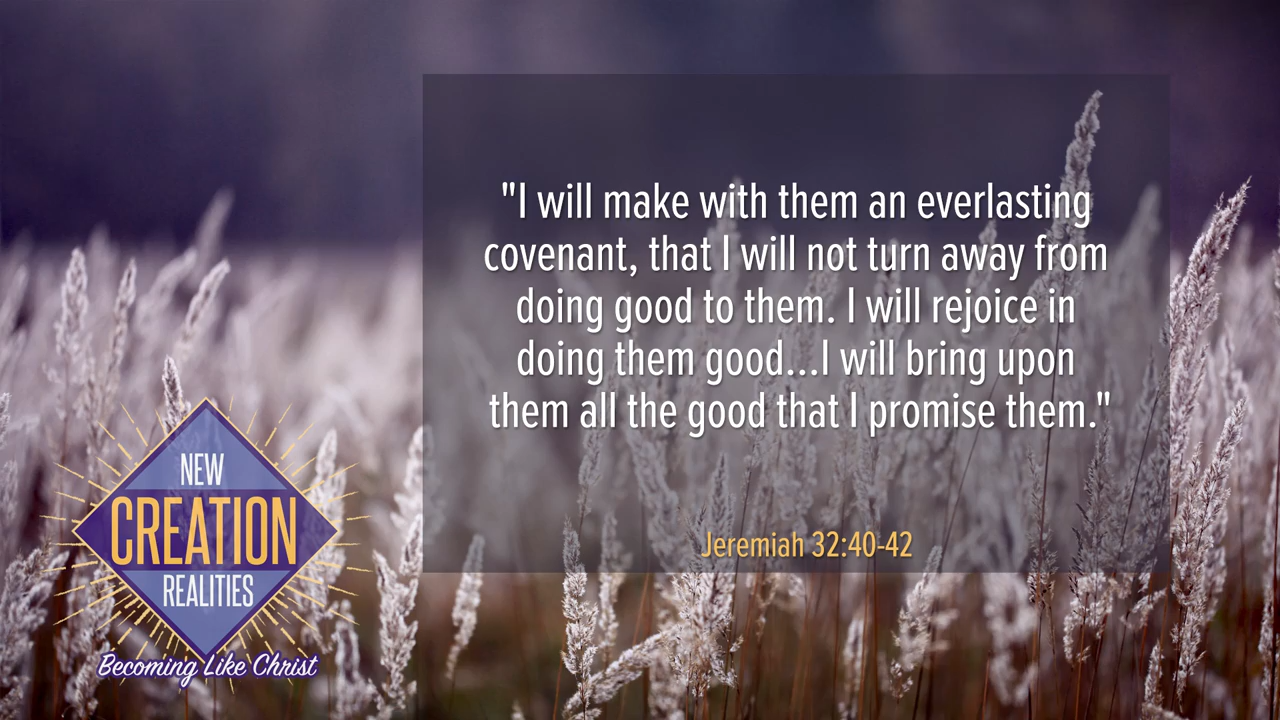 "I will make with them an everlasting
covenant, that I will not turn away from
doing good to them. I will rejoice in
doing them good...I will bring upon
them all the good that I promise them."
Jeremiah 32:40-42
NEW
CREATION
REALITIES
Becoming Like Christ